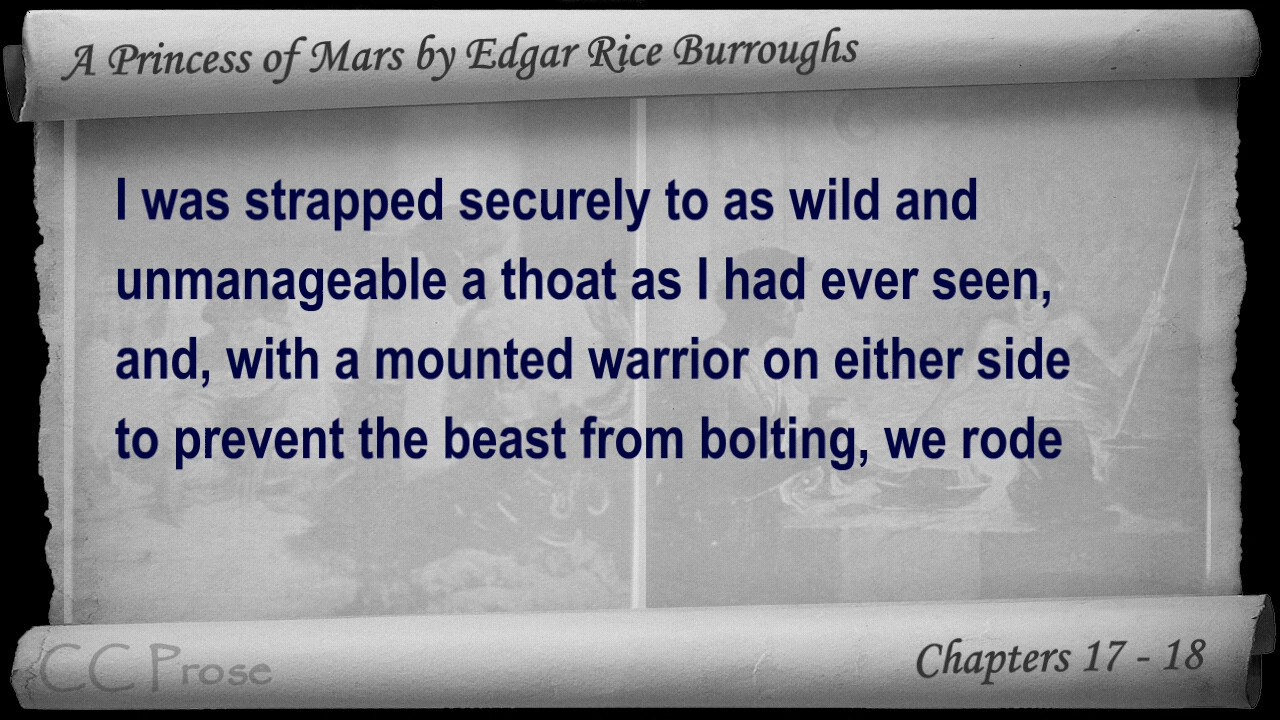 A Princess of Mars by Edgar Rice Burroughs
I was strapped securely to as wild and
unmanageable a thoat as I had ever seen,
and, with a mounted warrior on either side
to prevent the beast from bolting, we rode
CC Prose
Chapters 17 - 18